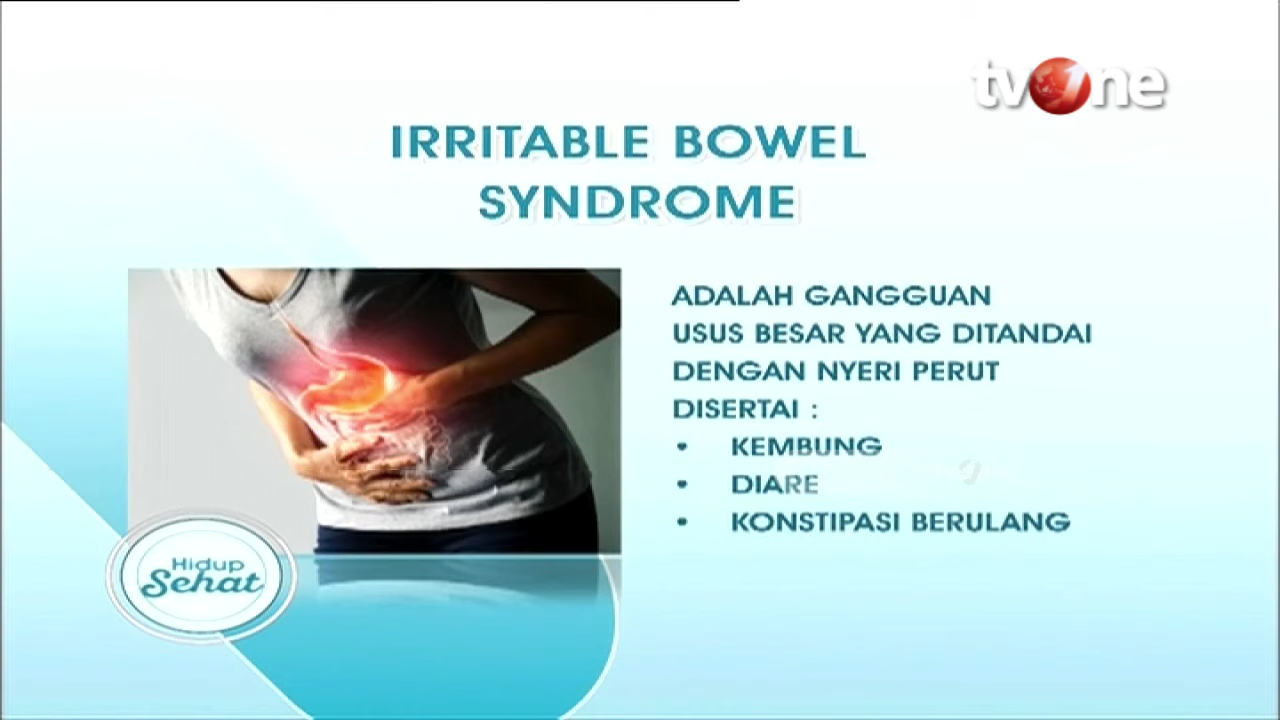 tvOne
IRRITABLE BOWEL
SYNDROME
ADALAH GANGGUAN
USUS BESAR YANG DITANDAI
DENGAN NYERI PERUT
DISERTAI :
• KEMBUNG
• DIARE
• KONSTIPASI BERULANG
Hidup
Sehat